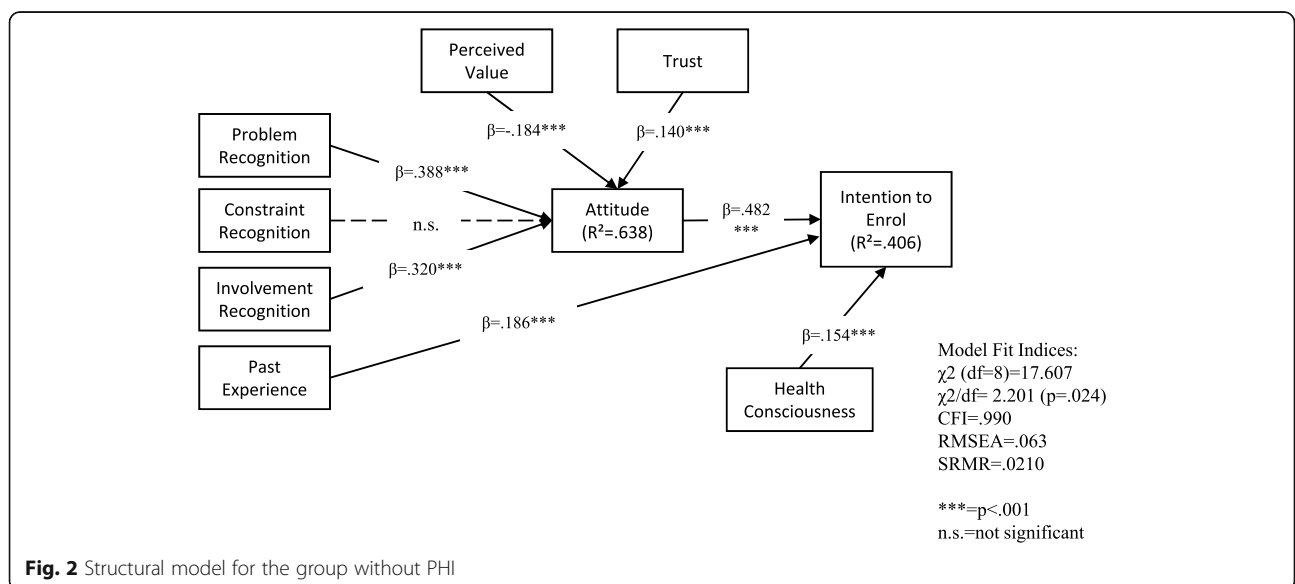 Perceived
Value
Trust
β=-.184***
β=.140***
Problem
Recognition
β=.388***
Constraint
Recognition
n.s.
Involvement
Recognition
β=.320***
Past
Experience
β=.186***
Attitude
(R²=.638)
β=.482
***
Intention to
Enrol
(R²=.406)
β=.154***
Health
Consciousness
Model Fit Indices:
χ2 (df=8)=17.607
χ2/df= 2.201 (p=.024)
CFI=.990
RMSEA=.063
SRMR=.0210
***=p<.001
n.s.=not significant
Fig. 2 Structural model for the group without PHI